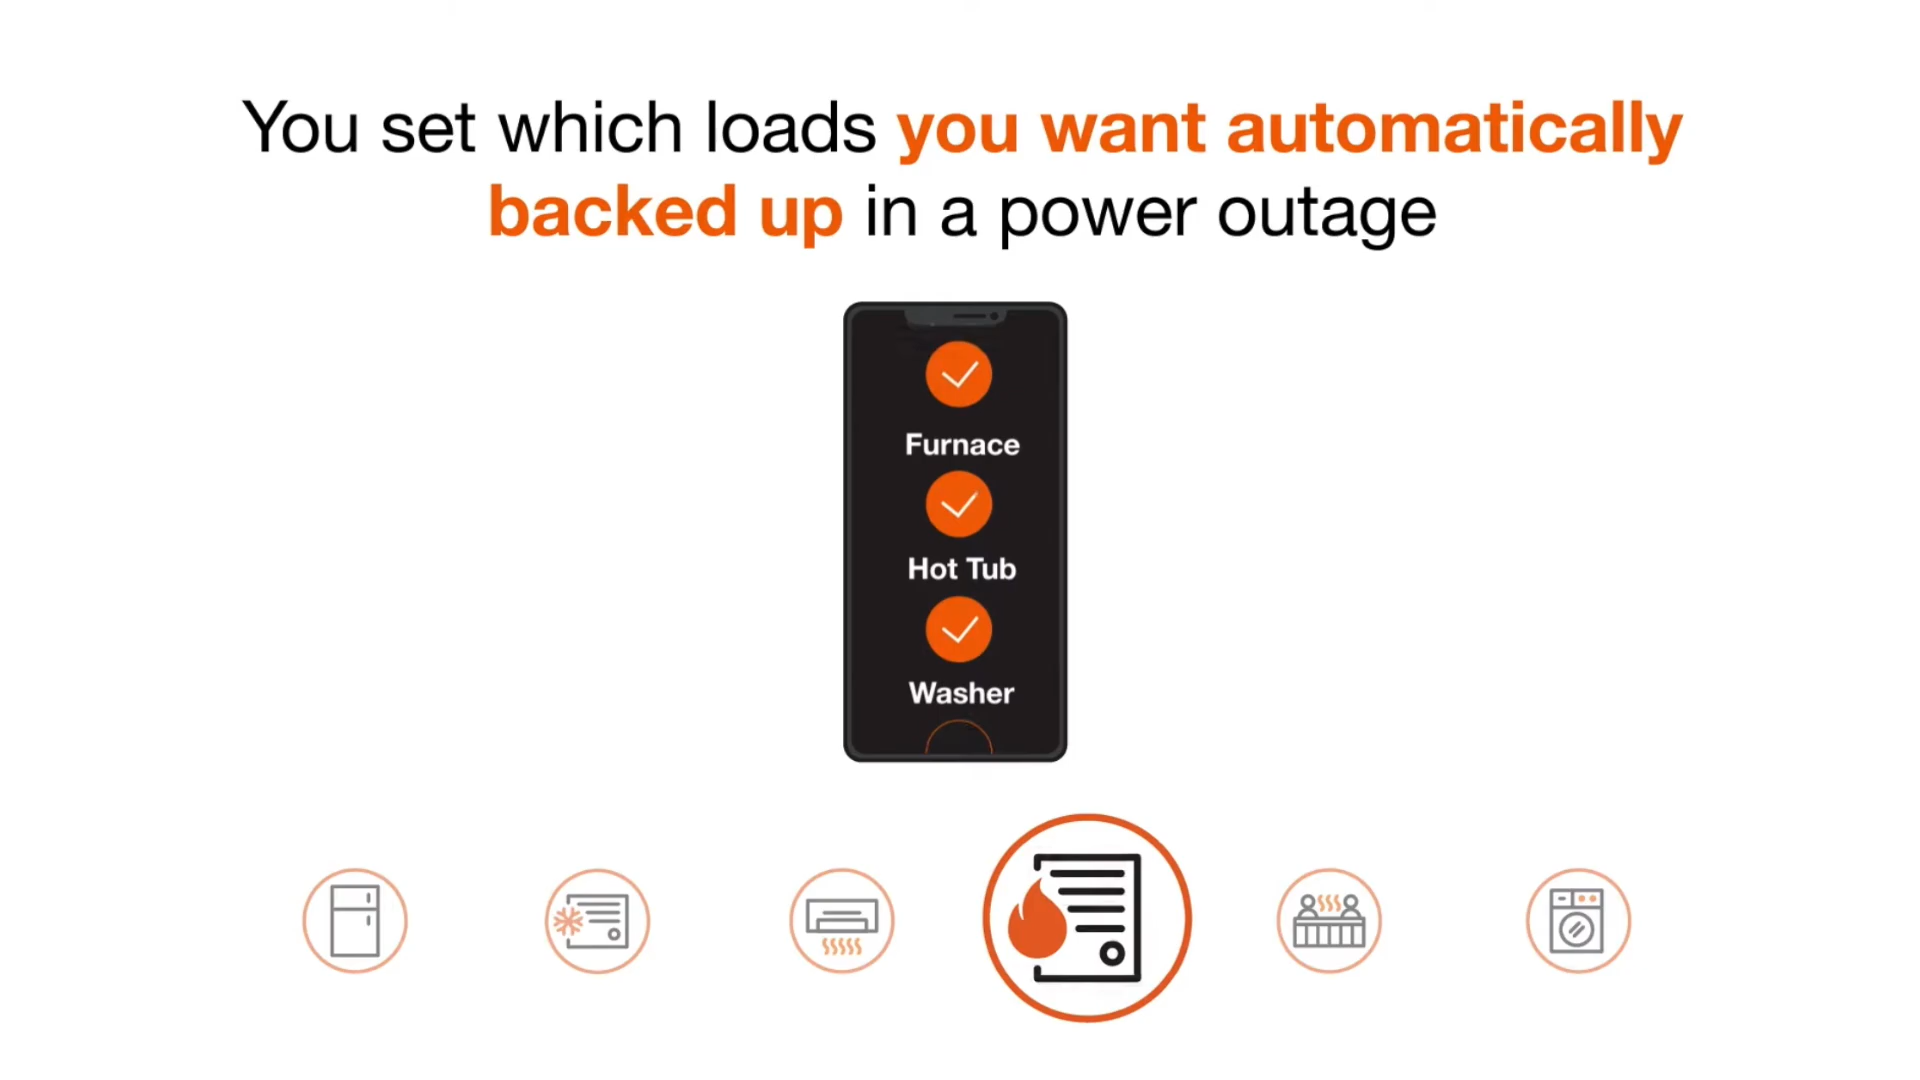 You set which loads you want automatically
backed up in a power outage
Furnace
Hot Tub
Washer